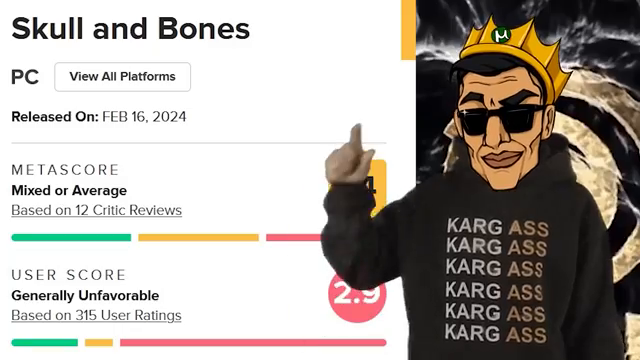 Skull and Bones
PC View All Platforms
Released On: FEB 16, 2024
METASCORE
Mixed or Average
Based on 12 Critic Reviews
USER SCORE
Generally Unfavorable
Based on 315 User Ratings
2.9
µ
KARG ASS
KARG ASS
KARG ASS
KARG ASS
KARG ASS
KARG ASS